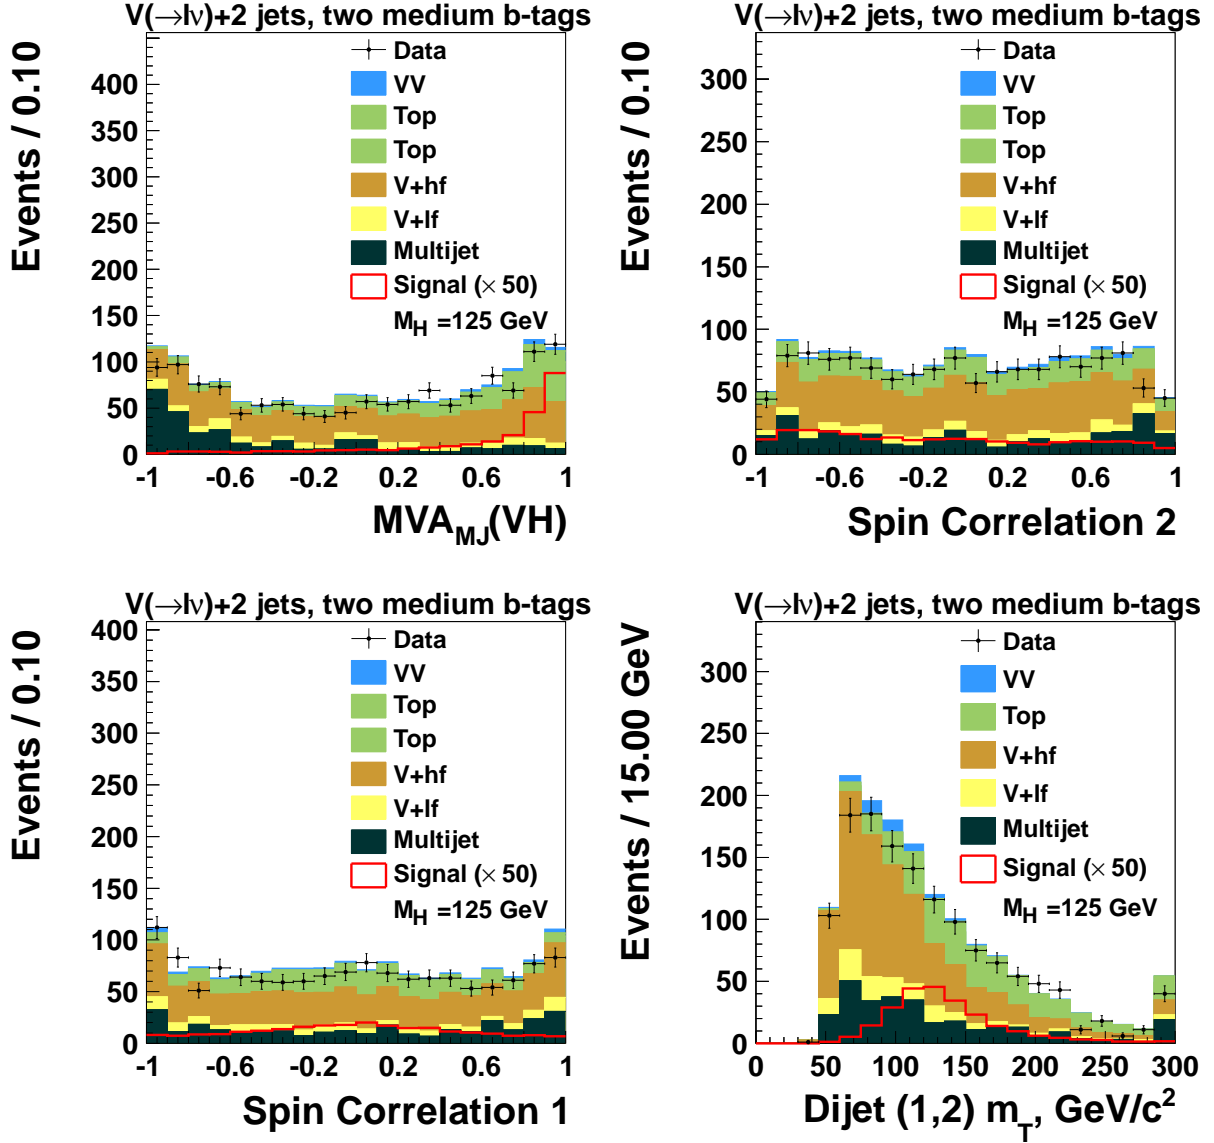 V(→lν)+2 jets, two medium b-tags
Events / 0.10
400
350
300
250
200
150
100
50
0
Data
VV
Top
Top
V+hf
V+lf
Multijet
Signal (× 50)
M_H =125 GeV
-1 -0.6 -0.2 0.2 0.6 1
MVA_MJ(VH)
V(→lν)+2 jets, two medium b-tags
Events / 0.10
300
250
200
150
100
50
0
Data
VV
Top
Top
V+hf
V+lf
Multijet
Signal (× 50)
M_H =125 GeV
-1 -0.6 -0.2 0.2 0.6 1
Spin Correlation 2
V(→lν)+2 jets, two medium b-tags
Events / 0.10
400
350
300
250
200
150
100
50
0
Data
VV
Top
Top
V+hf
V+lf
Multijet
Signal (× 50)
M_H =125 GeV
-1 -0.6 -0.2 0.2 0.6 1
Spin Correlation 1
V(→lν)+2 jets, two medium b-tags
Events / 15.00 GeV
300
250
200
150
100
50
0
Data
VV
Top
V+hf
V+lf
Multijet
Signal (× 50)
M_H =125 GeV
0 50 100 150 200 250 300
Dijet (1,2) m_T, GeV/c²